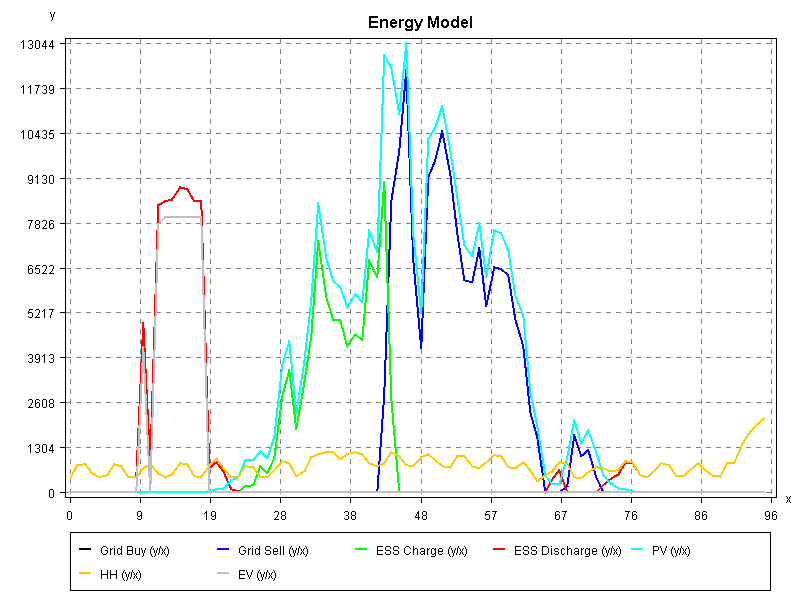 Energy Model
y
13044
11739
10435
9130
7826
6522
5217
3913
2608
1304
0
0 9 19 29 38 48 57 67 76 86 96
x
Grid Buy (y/x) Grid Sell (y/x) ESS Charge (y/x) ESS Discharge (y/x) PV (y/x)
HH (y/x) EV (y/x)